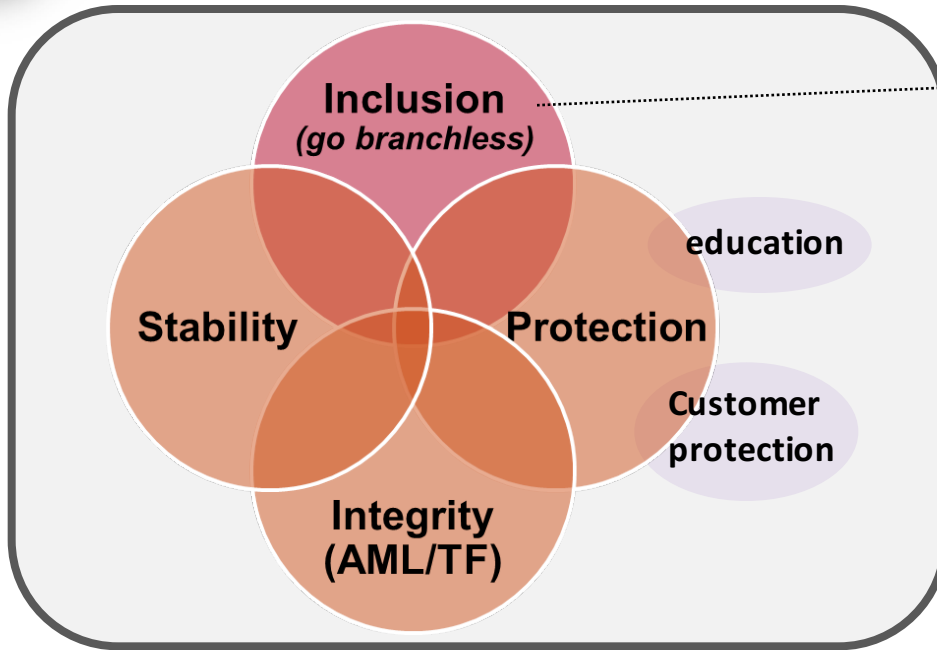 Inclusion
(go branchless)
education
Stability
Protection
Customer
protection
Integrity
(AML/TF)